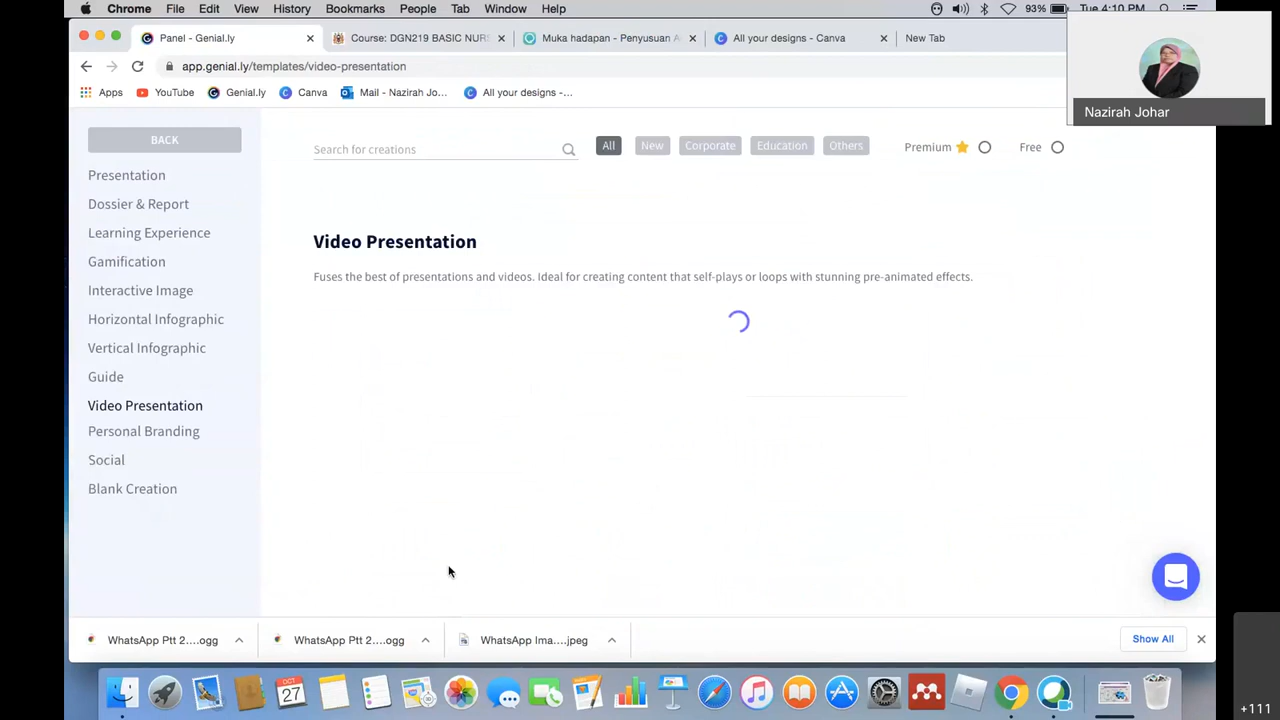 Chrome File Edit View History Bookmarks People Tab Window Help 93% Tue 4:10 PM
Panel - Genial.ly Course: DGN219 BASIC NUR Muka hadapan - Penyusuan A All your designs - Canva New Tab
app.genial.ly/templates/video-presentation
Apps YouTube Genial.ly Canva Mail - Nazirah Jo... All your designs -...
Nazirah Johar
BACK
Presentation
Dossier & Report
Learning Experience
Gamification
Interactive Image
Horizontal Infographic
Vertical Infographic
Guide
Video Presentation
Personal Branding
Social
Blank Creation
Search for creations All New Corporate Education Others Premium Free
Video Presentation
Fuses the best of presentations and videos. Ideal for creating content that self-plays or loops with stunning pre-animated effects.
WhatsApp Ptt 2....ogg WhatsApp Ptt 2....ogg WhatsApp Ima....jpeg Show All
OCT
27
+111